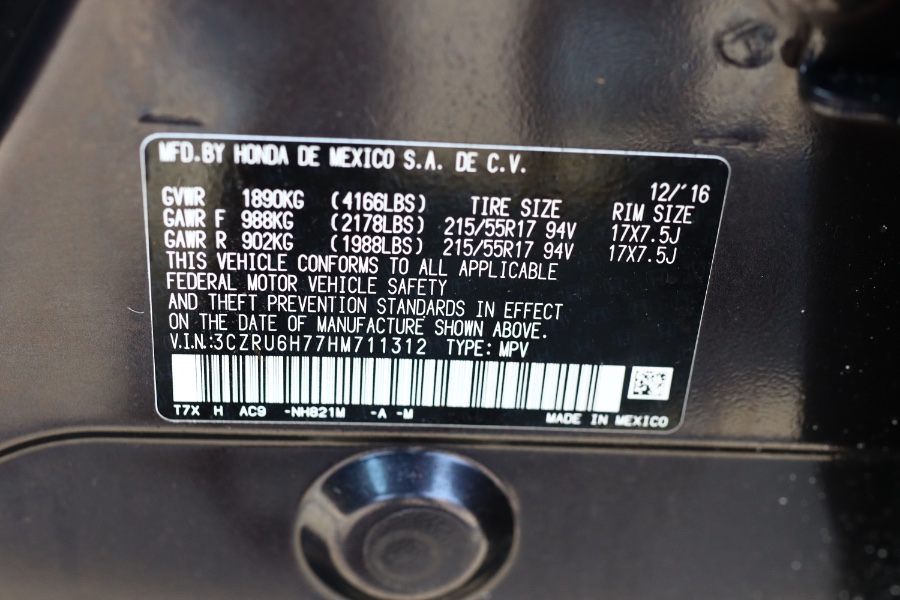 MFD.BY HONDA DE MEXICO S.A. DE C.V.
12/'16
GVWR 1890KG (4166LBS) TIRE SIZE RIM SIZE
GAWR F 988KG (2178LBS) 215/55R17 94V 17X7.5J
GAWR R 902KG (1988LBS) 215/55R17 94V 17X7.5J
THIS VEHICLE CONFORMS TO ALL APPLICABLE
FEDERAL MOTOR VEHICLE SAFETY
AND THEFT PREVENTION STANDARDS IN EFFECT
ON THE DATE OF MANUFACTURE SHOWN ABOVE.
V.I.N.:3CZRU6H77HM711312 TYPE: MPV
T7X H AC9 -NH821M -A -M MADE IN MEXICO